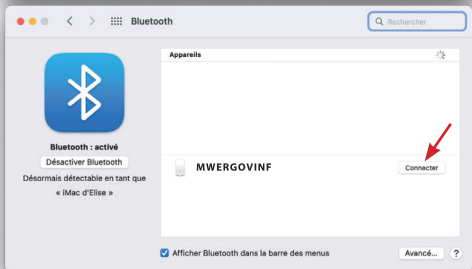 Bluetooth
Rechercher
Appareils
Bluetooth : activé
Désactiver Bluetooth
Désormais détectable en tant que
« iMac d'Elise »
MWERGOVINF
Connecter
Afficher Bluetooth dans la barre des menus
Avancé...
?